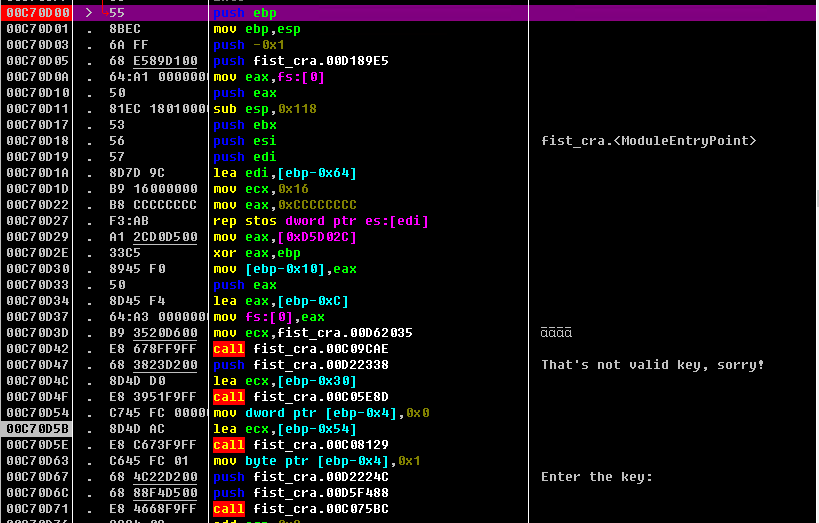 00C70D00 > 55 push ebp
00C70D01 . 8BEC mov ebp,esp
00C70D03 . 6A FF push -0x1
00C70D05 . 68 E589D100 push fist_cra.00D189E5
00C70D0A . 64:A1 0000000 mov eax,fs:[0]
00C70D10 . 50 push eax
00C70D11 . 81EC 1801000 sub esp,0x118
00C70D17 . 53 push ebx
00C70D18 . 56 push esi fist_cra.<ModuleEntryPoint>
00C70D19 . 57 push edi
00C70D1A . 8D7D 9C lea edi,[ebp-0x64]
00C70D1D . B9 16000000 mov ecx,0x16
00C70D22 . B8 CCCCCCCC mov eax,0xCCCCCCCC
00C70D27 . F3:AB rep stos dword ptr es:[edi]
00C70D29 . A1 2CD0D500 mov eax,[0xD5D02C]
00C70D2E . 33C5 xor eax,ebp
00C70D30 . 8945 F0 mov [ebp-0x10],eax
00C70D33 . 50 push eax
00C70D34 . 8D45 F4 lea eax,[ebp-0xC]
00C70D37 . 64:A3 0000000 mov fs:[0],eax
00C70D3D . B9 3520D600 mov ecx,fist_cra.00D62035
00C70D42 . E8 678FF9FF call fist_cra.00C09CAE
00C70D47 . 68 3823D200 push fist_cra.00D22338 That's not valid key, sorry!
00C70D4C . 8D4D D0 lea ecx,[ebp-0x30]
00C70D4F . E8 3951F9FF call fist_cra.00C05E8D
00C70D54 . C745 FC 0000 mov dword ptr [ebp-0x4],0x0
00C70D5B . 8D4D AC lea ecx,[ebp-0x54]
00C70D5E . E8 C673F9FF call fist_cra.00C08129
00C70D63 . C645 FC 01 mov byte ptr [ebp-0x4],0x1
00C70D67 . 68 4C22D200 push fist_cra.00D2224C Enter the key:
00C70D6C . 68 88F4D500 push fist_cra.00D5F488
00C70D71 . E8 4668F9FF call fist_cra.00C075BC